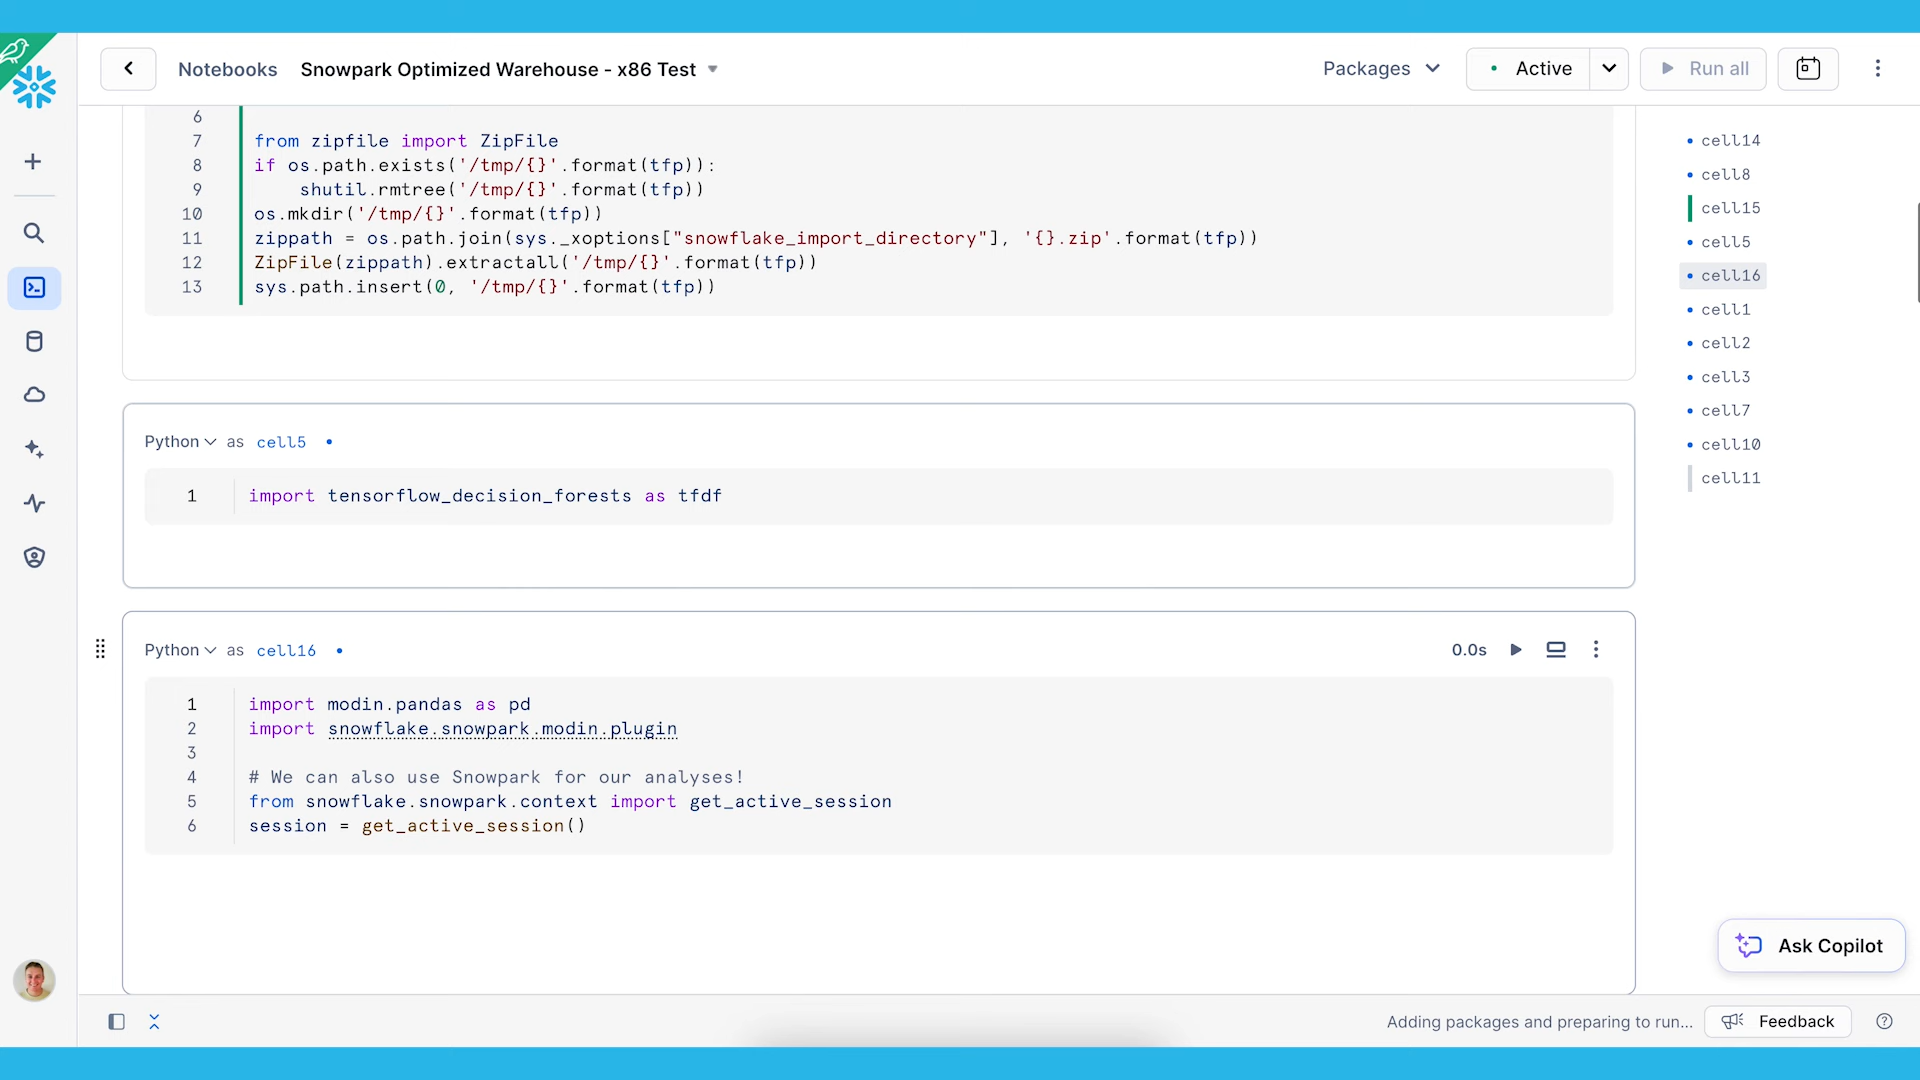 Notebooks Snowpark Optimized Warehouse - x86 Test
Packages Active Run all
6
7 from zipfile import ZipFile
8 if os.path.exists('/tmp/{}'.format(tfp)):
9 shutil.rmtree('/tmp/{}'.format(tfp))
10 os.mkdir('/tmp/{}'.format(tfp))
11 zippath = os.path.join(sys._xoptions["snowflake_import_directory"], '{}.zip'.format(tfp))
12 ZipFile(zippath).extractall('/tmp/{}'.format(tfp))
13 sys.path.insert(0, '/tmp/{}'.format(tfp))
Python as cell5
1 import tensorflow_decision_forests as tfdf
Python as cell16
0.0s
1 import modin.pandas as pd
2 import snowflake.snowpark.modin.plugin
3
4 # We can also use Snowpark for our analyses!
5 from snowflake.snowpark.context import get_active_session
6 session = get_active_session()
cell14
cell8
cell15
cell5
cell16
cell1
cell2
cell3
cell7
cell10
cell11
Ask Copilot
Adding packages and preparing to run...
Feedback